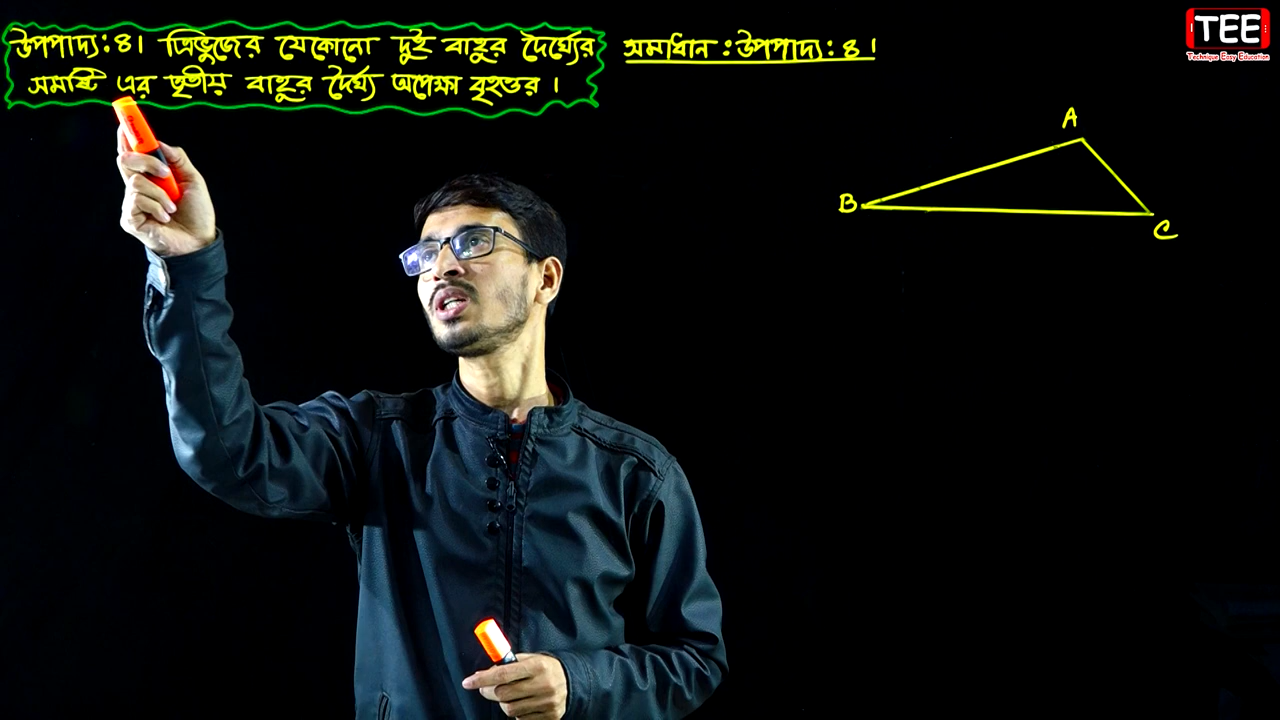 উপপাদ্য:৪। ত্রিভুজের যেকোনো দুই বাহুর দৈর্ঘ্যের
সমষ্টি এর তৃতীয় বাহুর দৈর্ঘ্য অপেক্ষা বৃহত্তর।
সমাধান : উপপাদ্য: ৪।
TEE
Technique Easy Education
A
B
C